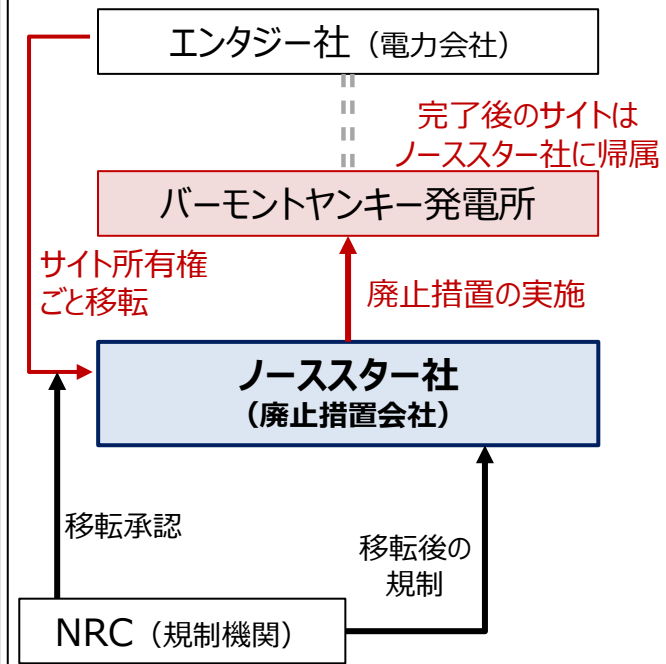 エンタジー社（電力会社）
完了後のサイトは
ノーススター社に帰属
バーモントヤンキー発電所
サイト所有権
ごと移転
廃止措置の実施
ノーススター社
（廃止措置会社）
移転承認
移転後の
規制
NRC（規制機関）